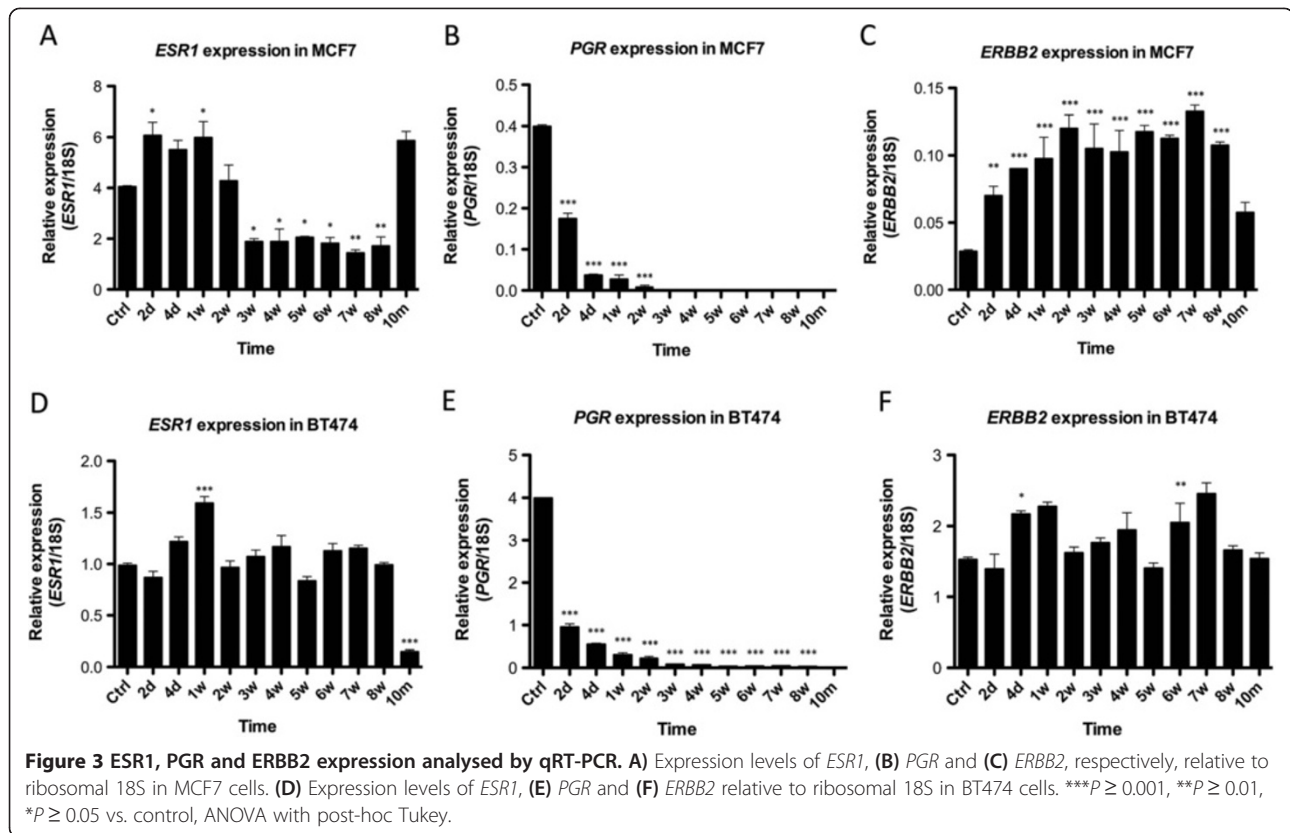 A
ESR1 expression in MCF7
Relative expression
(ESR1/18S)
8
6
4
2
0
* * * * * * ** **
Ctrl 2d 4d 1w 2w 3w 4w 5w 6w 7w 8w 10m
Time
B
PGR expression in MCF7
Relative expression
(PGR/18S)
0.5
0.4
0.3
0.2
0.1
0.0
*** *** *** ***
Ctrl 2d 4d 1w 2w 3w 4w 5w 6w 7w 8w 10m
Time
C
ERBB2 expression in MCF7
Relative expression
(ERBB2/18S)
0.15
0.10
0.05
0.00
** *** *** *** *** *** *** *** *** ***
Ctrl 2d 4d 1w 2w 3w 4w 5w 6w 7w 8w 10m
Time
D
ESR1 expression in BT474
Relative expression
(ESR1/18S)
2.0
1.5
1.0
0.5
0.0
*** ***
Ctrl 2d 4d 1w 2w 3w 4w 5w 6w 7w 8w 10m
Time
E
PGR expression in BT474
Relative expression
(PGR/18S)
5
4
3
2
1
0
*** *** *** *** *** *** *** *** *** ***
Ctrl 2d 4d 1w 2w 3w 4w 5w 6w 7w 8w 10m
Time
F
ERBB2 expression in BT474
Relative expression
(ERBB2/18S)
3
2
1
0
* **
Ctrl 2d 4d 1w 2w 3w 4w 5w 6w 7w 8w 10m
Time
Figure 3 ESR1, PGR and ERBB2 expression analysed by qRT-PCR. A) Expression levels of ESR1, (B) PGR and (C) ERBB2, respectively, relative to
ribosomal 18S in MCF7 cells. (D) Expression levels of ESR1, (E) PGR and (F) ERBB2 relative to ribosomal 18S in BT474 cells. ***P ≥ 0.001, **P ≥ 0.01,
*P ≥ 0.05 vs. control, ANOVA with post-hoc Tukey.